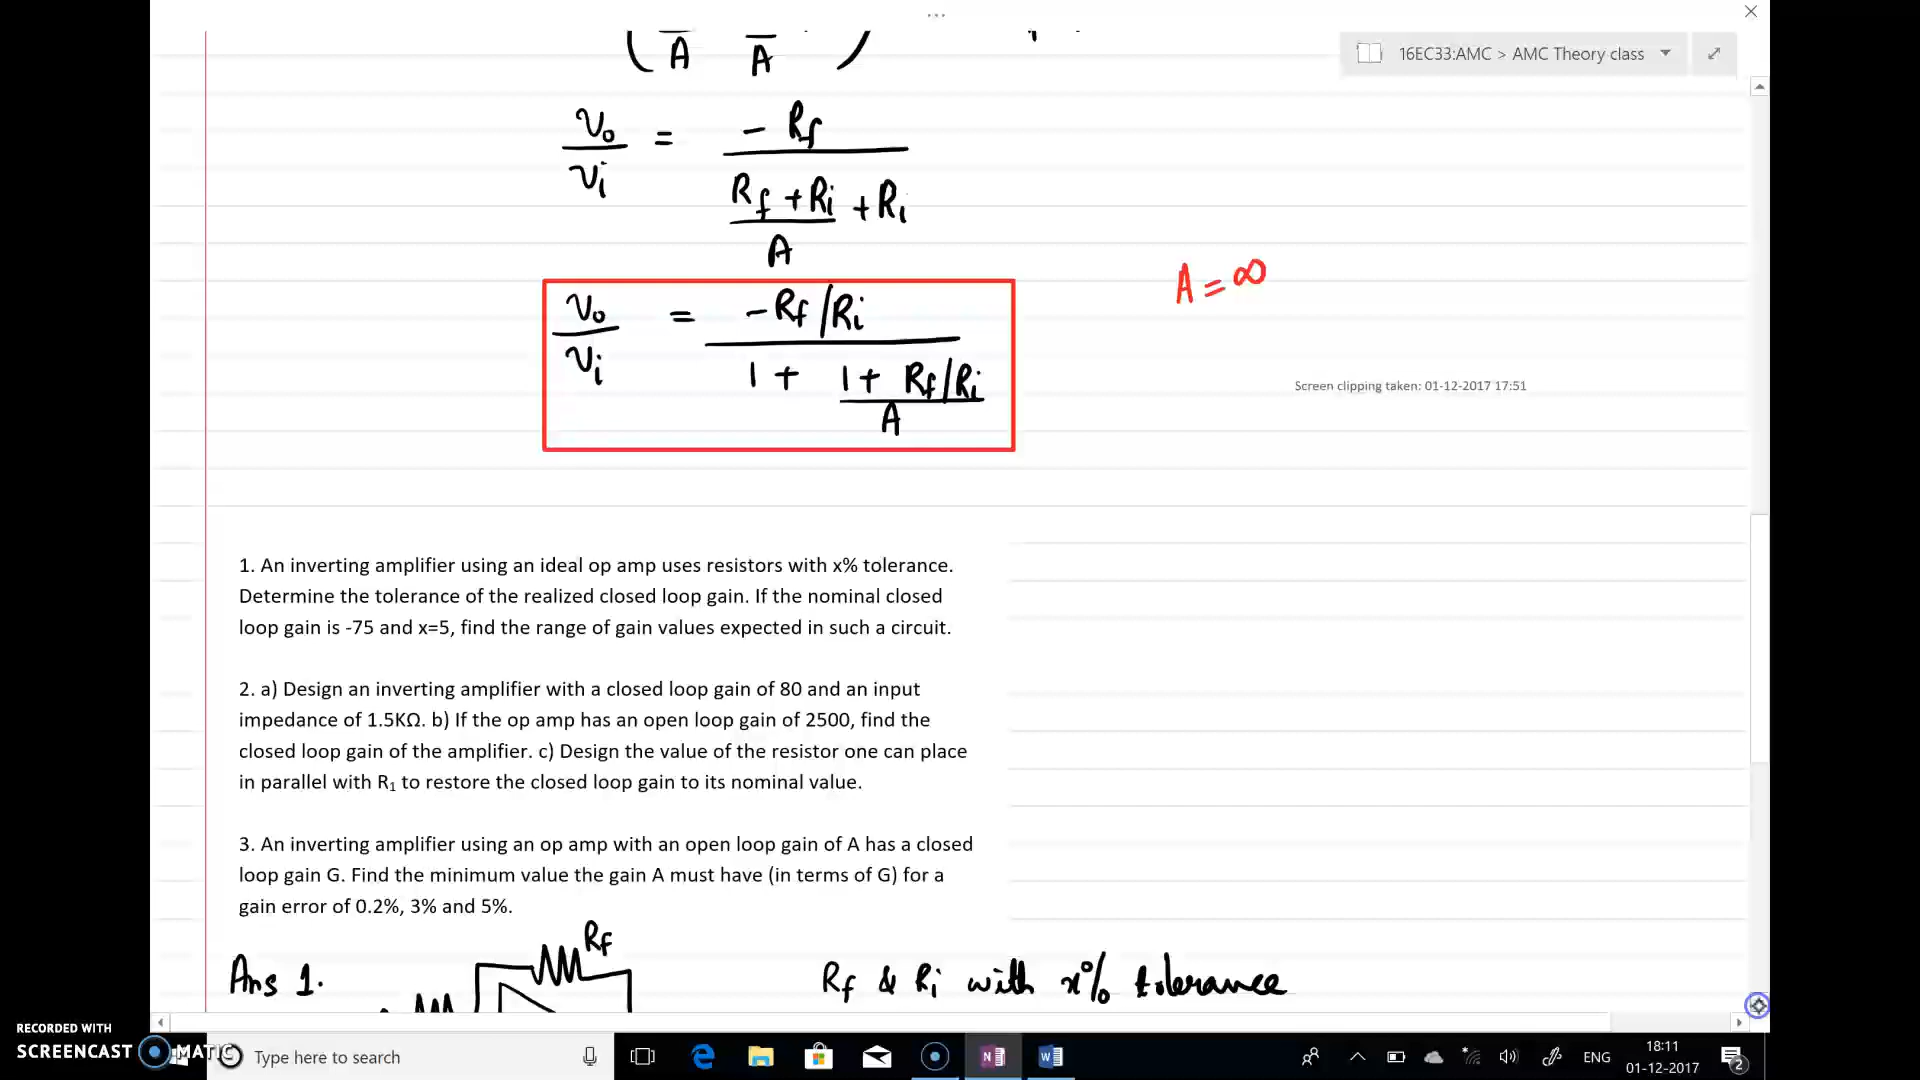 16EC33:AMC > AMC Theory class
( A A )
vo/vi = -Rf / ((Rf + Ri)/A + Ri)
A = ∞
vo/vi = (-Rf/Ri) / (1 + (1 + Rf/Ri)/A)
Screen clipping taken: 01-12-2017 17:51
1. An inverting amplifier using an ideal op amp uses resistors with x% tolerance.
Determine the tolerance of the realized closed loop gain. If the nominal closed
loop gain is -75 and x=5, find the range of gain values expected in such a circuit.
2. a) Design an inverting amplifier with a closed loop gain of 80 and an input
impedance of 1.5KΩ. b) If the op amp has an open loop gain of 2500, find the
closed loop gain of the amplifier. c) Design the value of the resistor one can place
in parallel with R₁ to restore the closed loop gain to its nominal value.
3. An inverting amplifier using an op amp with an open loop gain of A has a closed
loop gain G. Find the minimum value the gain A must have (in terms of G) for a
gain error of 0.2%, 3% and 5%.
Rf
Ans 1.
Rf & Ri with x% tolerance
RECORDED WITH
SCREENCAST MATIC
Type here to search
ENG
18:11
01-12-2017
2